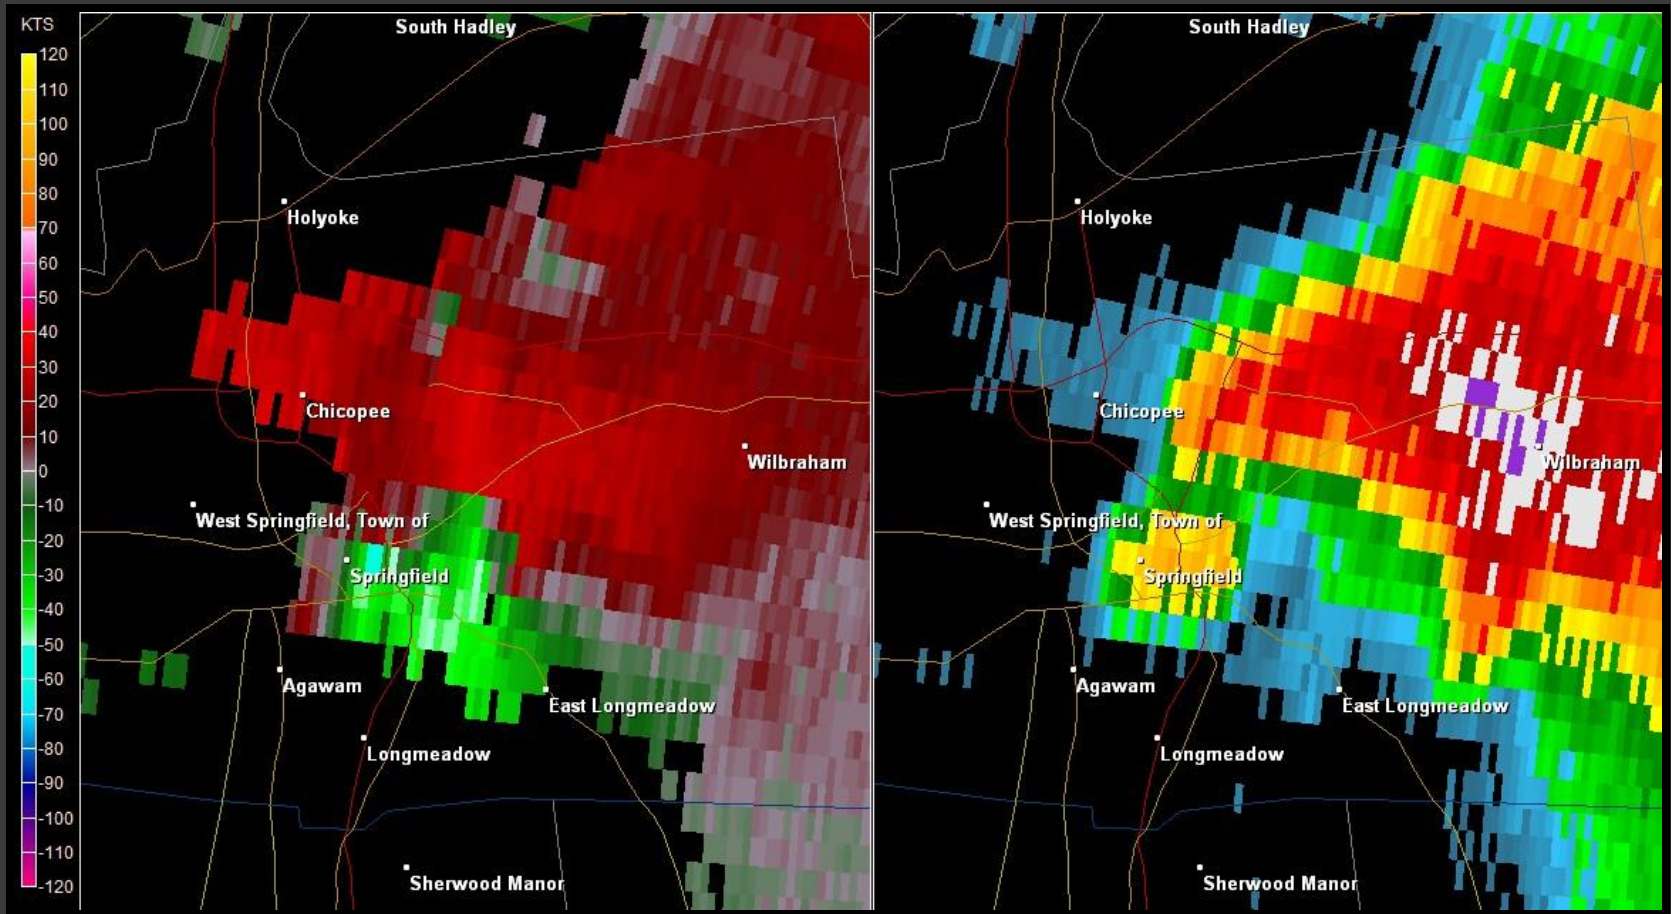 KTS
120
110
100
90
80
70
60
50
40
30
20
10
0
-10
-20
-30
-40
-50
-60
-70
-80
-90
-100
-110
-120
South Hadley
Holyoke
Chicopee
Wilbraham
West Springfield, Town of
Springfield
Agawam
East Longmeadow
Longmeadow
Sherwood Manor
South Hadley
Holyoke
Chicopee
Wilbraham
West Springfield, Town of
Springfield
Agawam
East Longmeadow
Longmeadow
Sherwood Manor